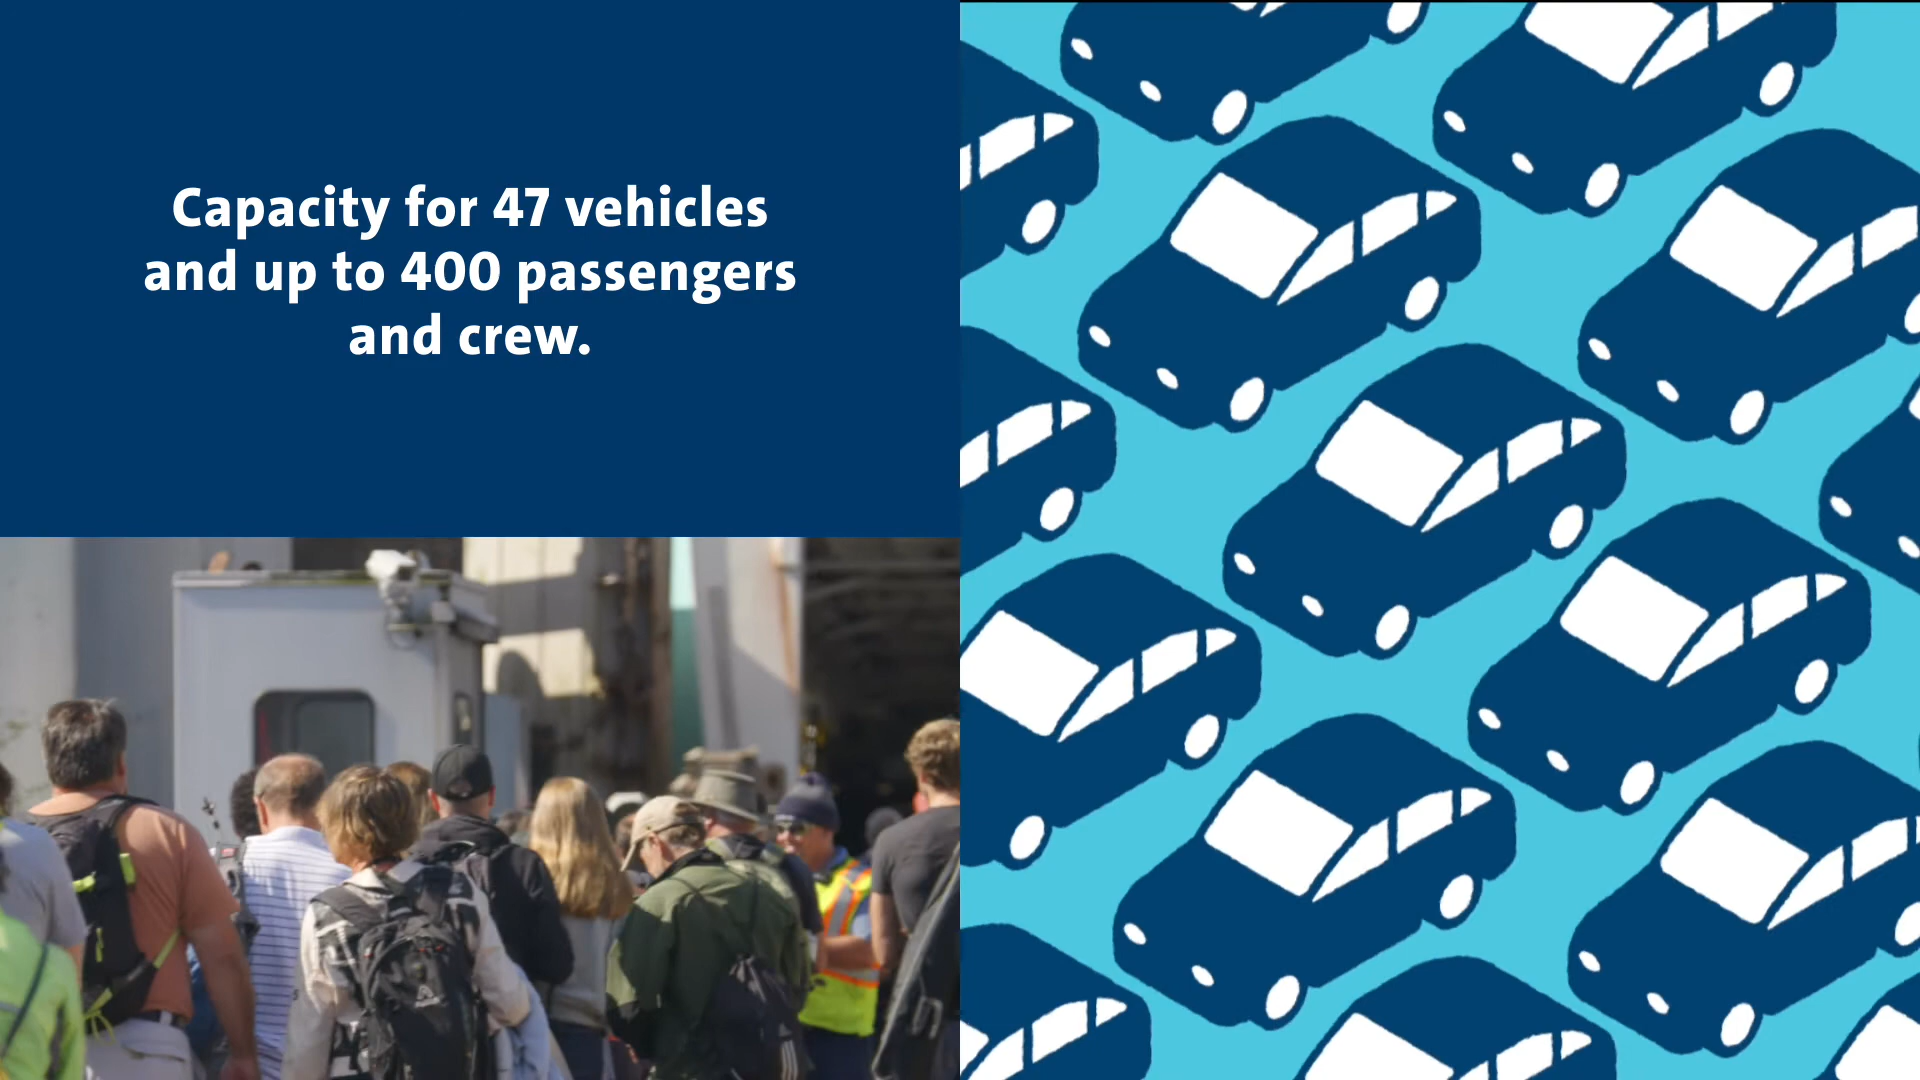 Capacity for 47 vehicles
and up to 400 passengers
and crew.